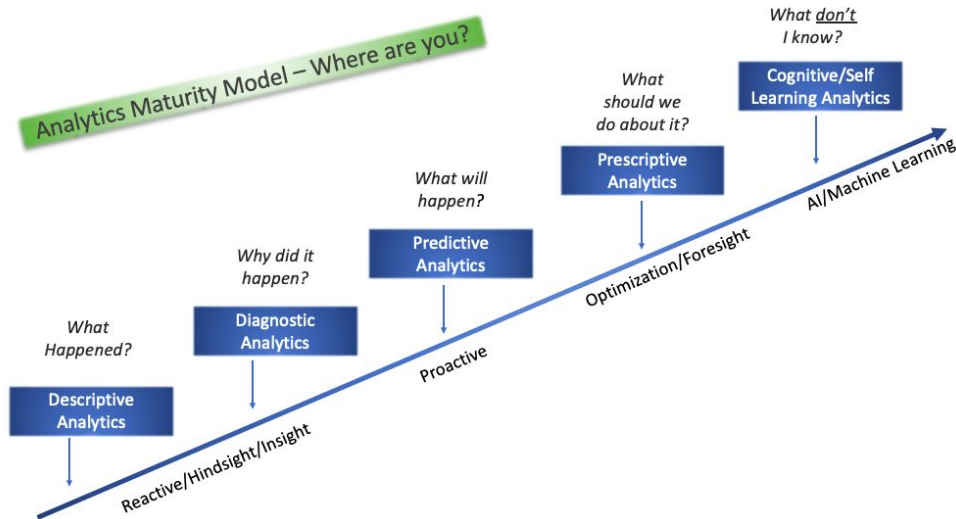 Analytics Maturity Model – Where are you?
What
Happened?
Descriptive
Analytics
Why did it
happen?
Diagnostic
Analytics
What will
happen?
Predictive
Analytics
What
should we
do about it?
Prescriptive
Analytics
What don't
I know?
Cognitive/Self
Learning Analytics
Reactive/Hindsight/Insight
Proactive
Optimization/Foresight
AI/Machine Learning